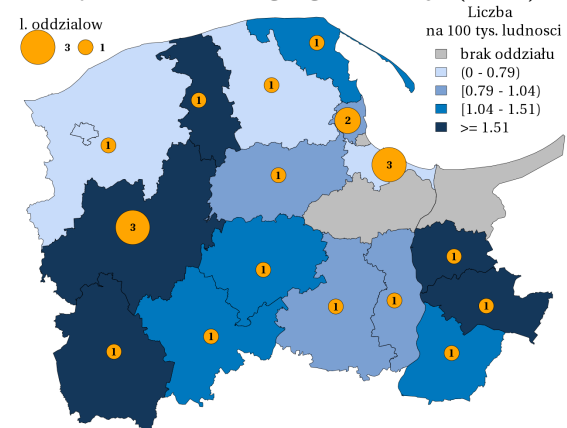 Liczba
na 100 tys. ludnosci
l. oddzialow
3 1
brak oddziału
(0 - 0.79)
[0.79 - 1.04)
[1.04 - 1.51)
>= 1.51
1
1
1
2
1
3
1
3
1
1
1
1
1
1
1
1